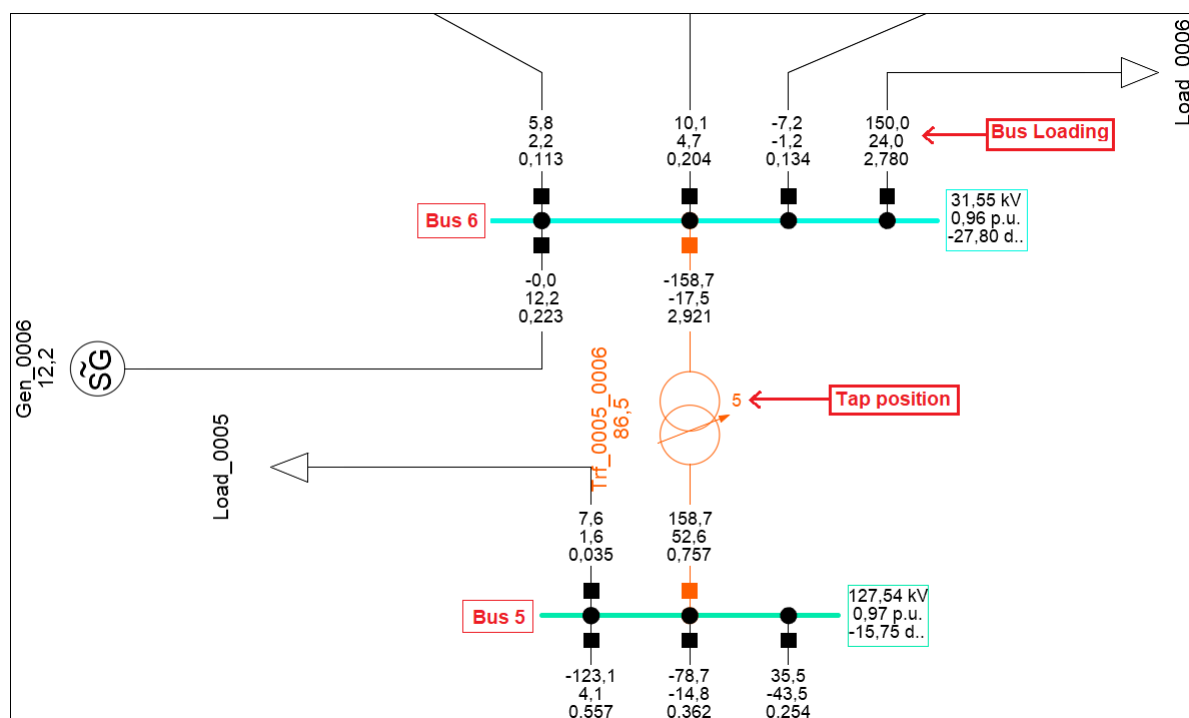 Load_0006
5,8
2,2
0,113
10,1
4,7
0,204
-7,2
-1,2
0,134
150,0
24,0
2,780
Bus Loading
Bus 6
31,55 kV
0,96 p.u.
-27,80 d..
-0,0
12,2
0,223
-158,7
-17,5
2,921
Gen_0006
12,2
SG
~
Trf_0005_0006
86,5
5
Tap position
Load_0005
7,6
1,6
0,035
158,7
52,6
0,757
Bus 5
127,54 kV
0,97 p.u.
-15,75 d..
-123,1
4,1
0,557
-78,7
-14,8
0,362
35,5
-43,5
0,254